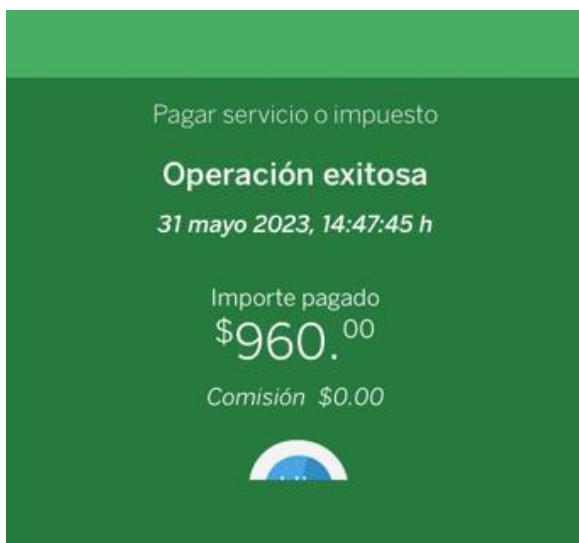 Pagar servicio o impuesto
Operación exitosa
31 mayo 2023, 14:47:45 h
Importe pagado
$960.00
Comisión $0.00